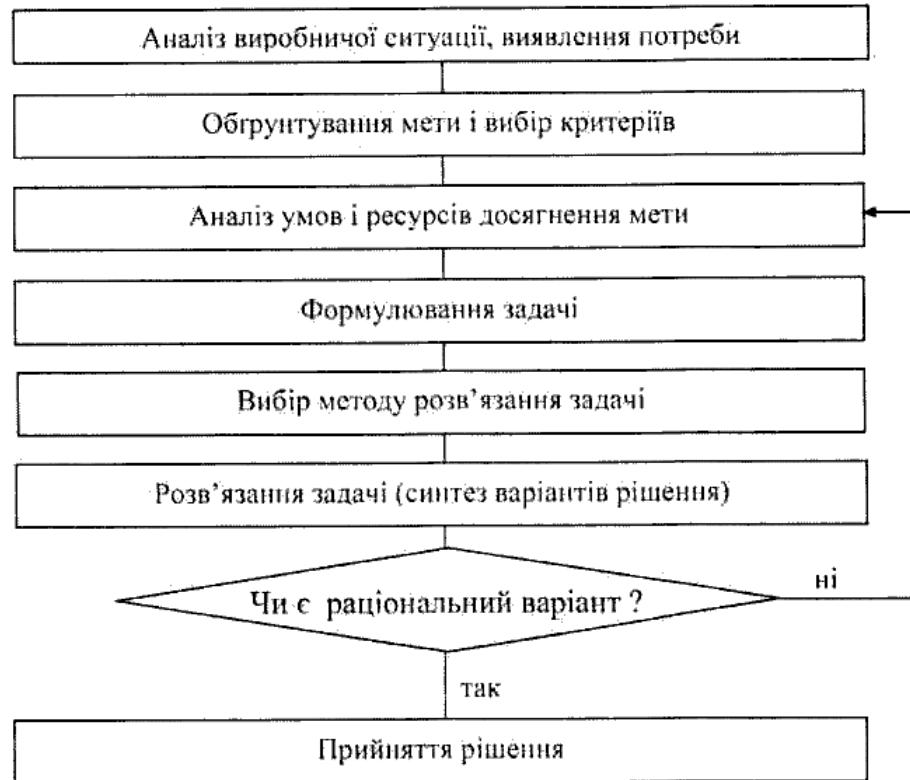 Аналіз виробничої ситуації, виявлення потреби
Обґрунтування мети і вибір критеріїв
Аналіз умов і ресурсів досягнення мети
Формулювання задачі
Вибір методу розв’язання задачі
Розв’язання задачі (синтез варіантів рішення)
Чи є раціональний варіант ?
ні
так
Прийняття рішення